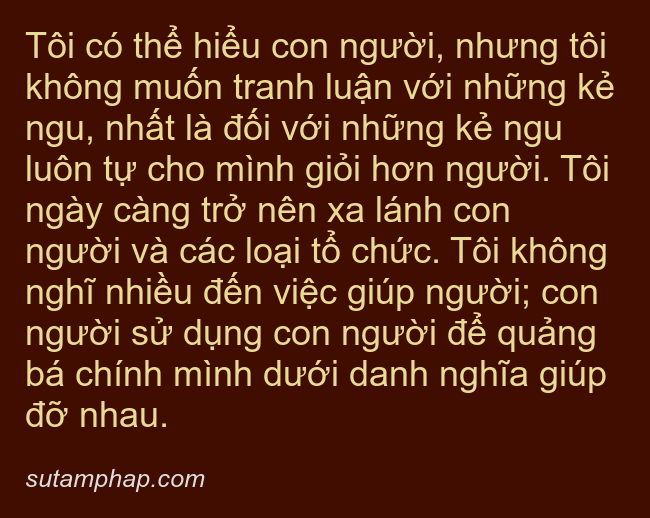 Tôi có thể hiểu con người, nhưng tôi
không muốn tranh luận với những kẻ
ngu, nhất là đối với những kẻ ngu
luôn tự cho mình giỏi hơn người. Tôi
ngày càng trở nên xa lánh con
người và các loại tổ chức. Tôi không
nghĩ nhiều đến việc giúp người; con
người sử dụng con người để quảng
bá chính mình dưới danh nghĩa giúp
đỡ nhau.
sutamphap.com